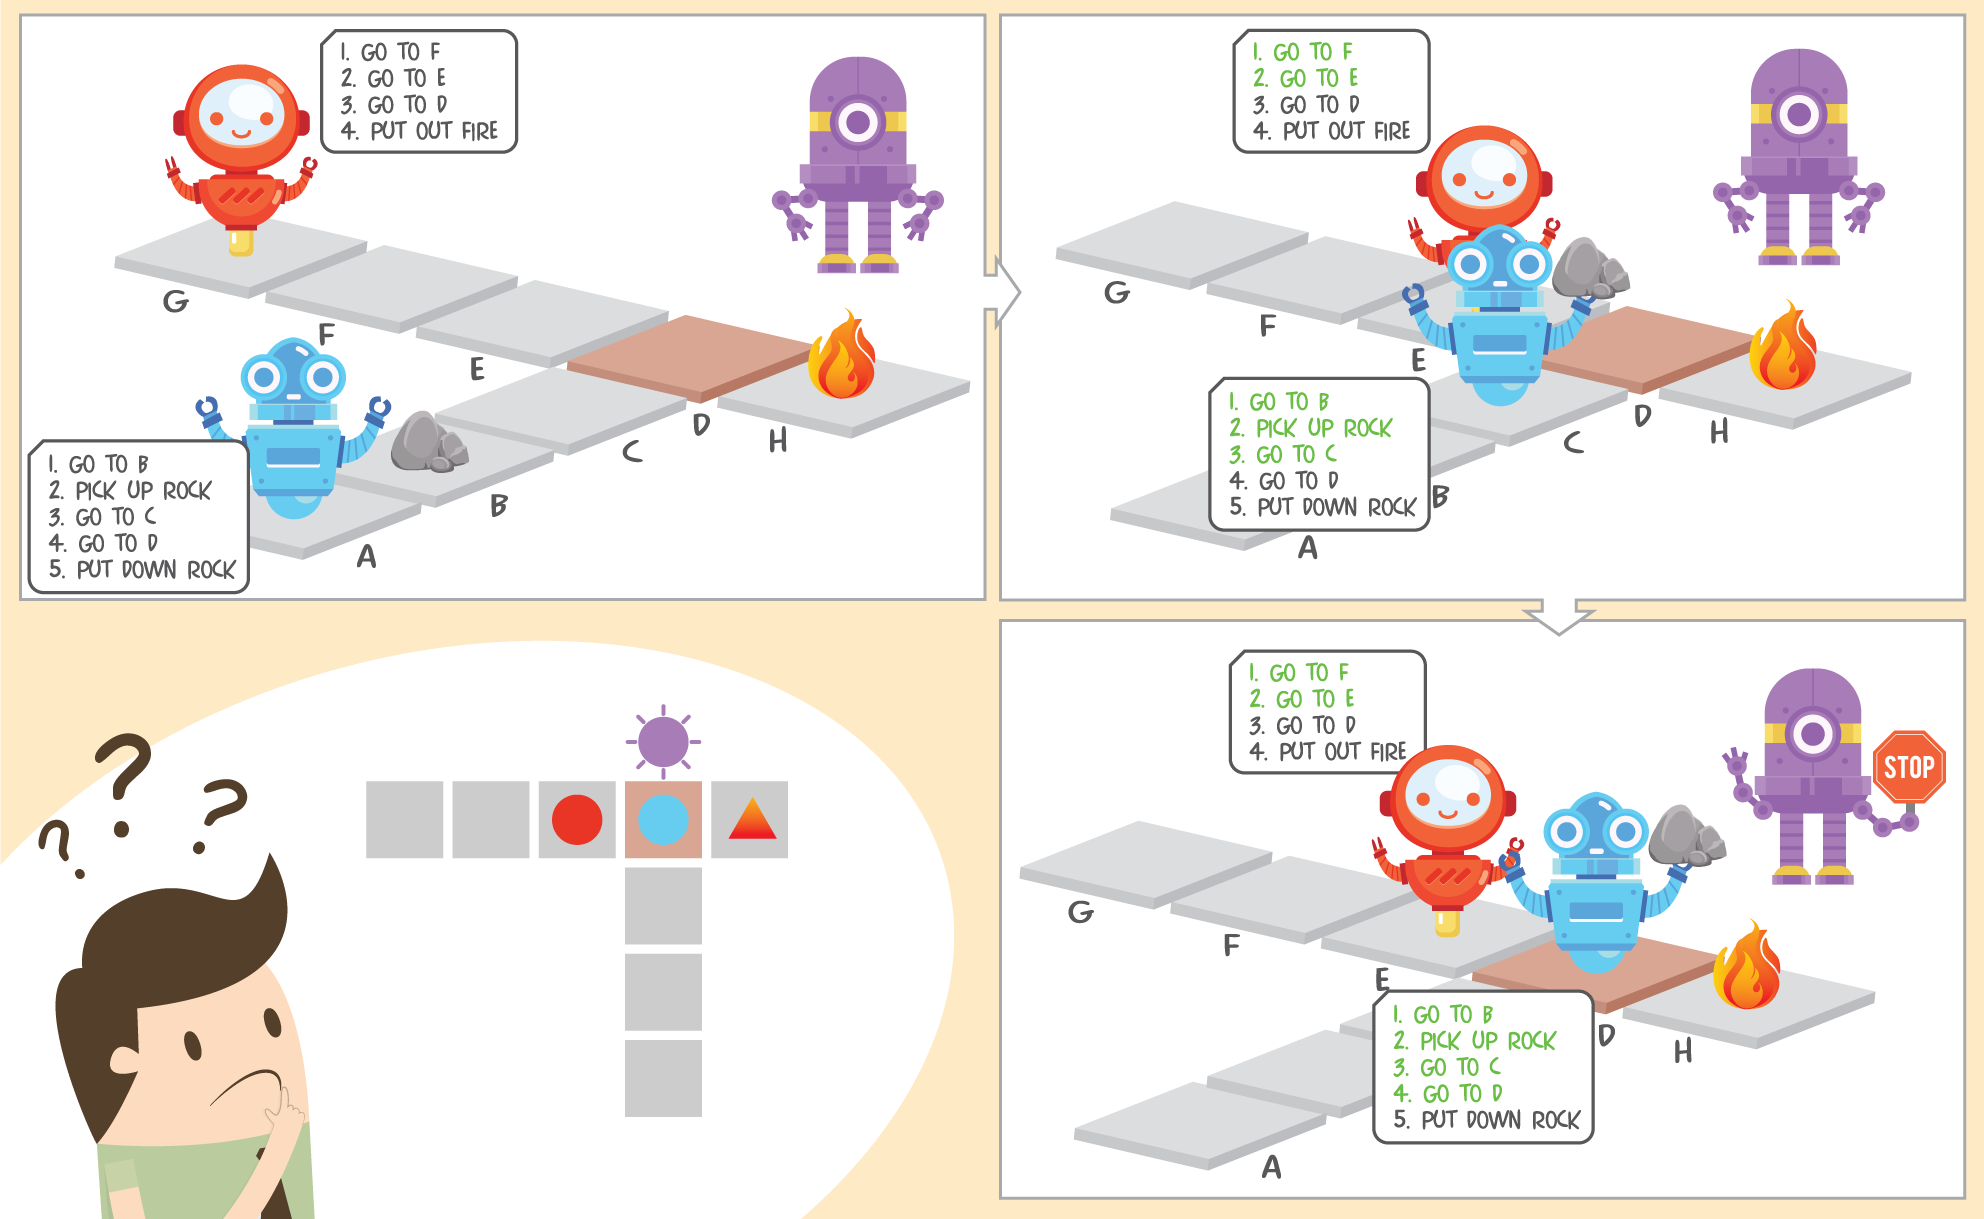 1. GO TO F
2. GO TO E
3. GO TO D
4. PUT OUT FIRE
G
F
E
D
H
C
B
A
1. GO TO B
2. PICK UP ROCK
3. GO TO C
4. GO TO D
5. PUT DOWN ROCK
1. GO TO F
2. GO TO E
3. GO TO D
4. PUT OUT FIRE
G
F
E
D
H
C
B
A
1. GO TO B
2. PICK UP ROCK
3. GO TO C
4. GO TO D
5. PUT DOWN ROCK
1. GO TO F
2. GO TO E
3. GO TO D
4. PUT OUT FIRE
STOP
G
F
E
D
H
A
1. GO TO B
2. PICK UP ROCK
3. GO TO C
4. GO TO D
5. PUT DOWN ROCK
? ? ?